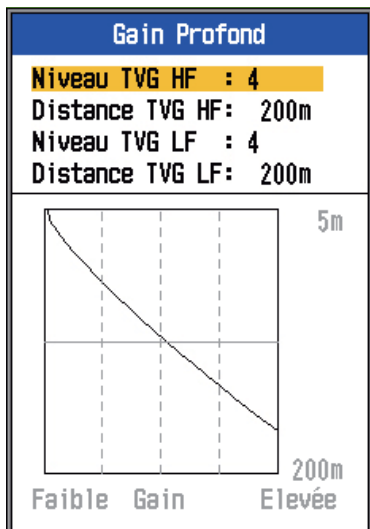 Gain Profond
Niveau TVG HF : 4
Distance TVG HF: 200m
Niveau TVG LF : 4
Distance TVG LF: 200m
5m
200m
Faible Gain Elevée